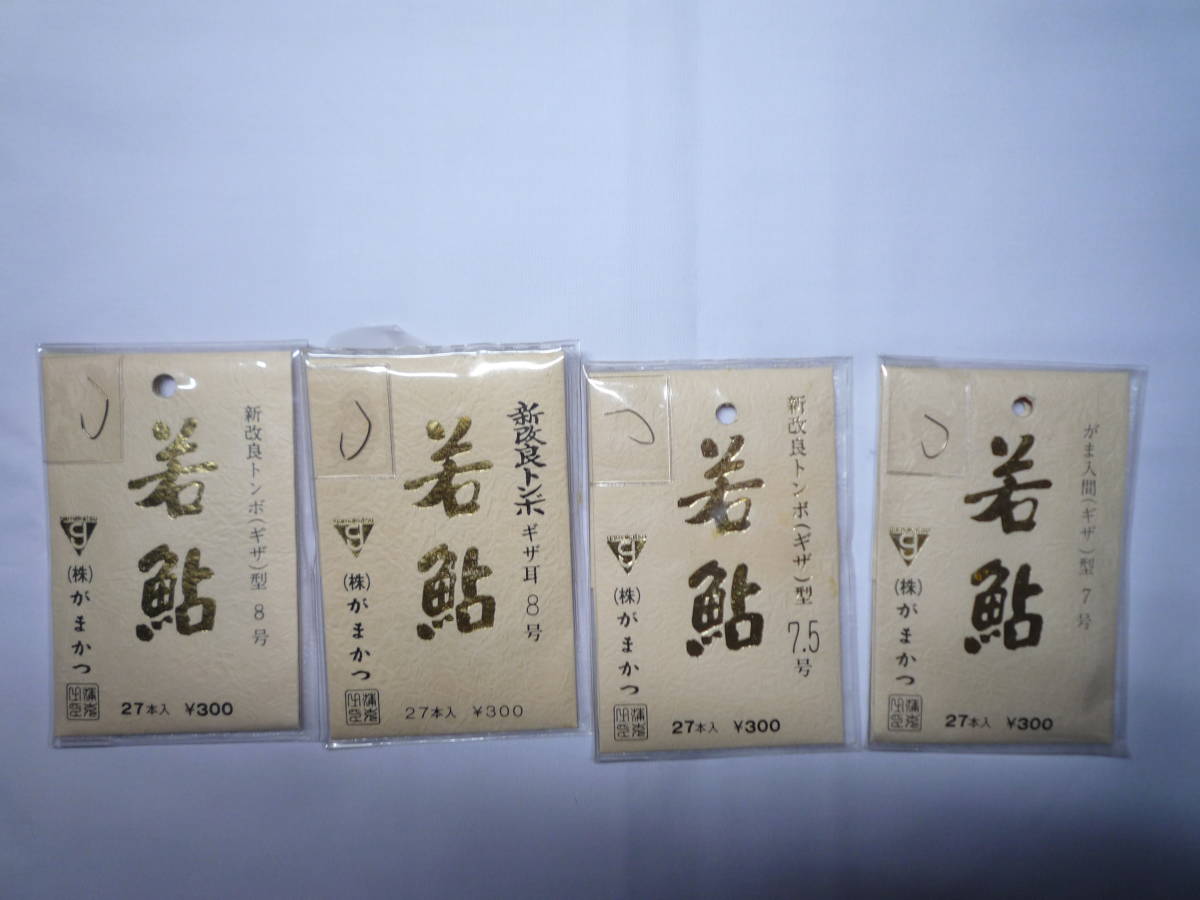 若鮎
新改良トンボ(ギザ)型 8号
gamakatsu
(株)がまかつ
27本入 ¥300
若鮎
新改良トンボ ギザ耳 8号
gamakatsu
(株)がまかつ
27本入 ¥300
若鮎
新改良トンボ(ギザ)型 7.5号
gamakatsu
(株)がまかつ
27本入 ¥300
若鮎
がま入間(ギザ)型 7号
gamakatsu
(株)がまかつ
27本入 ¥300